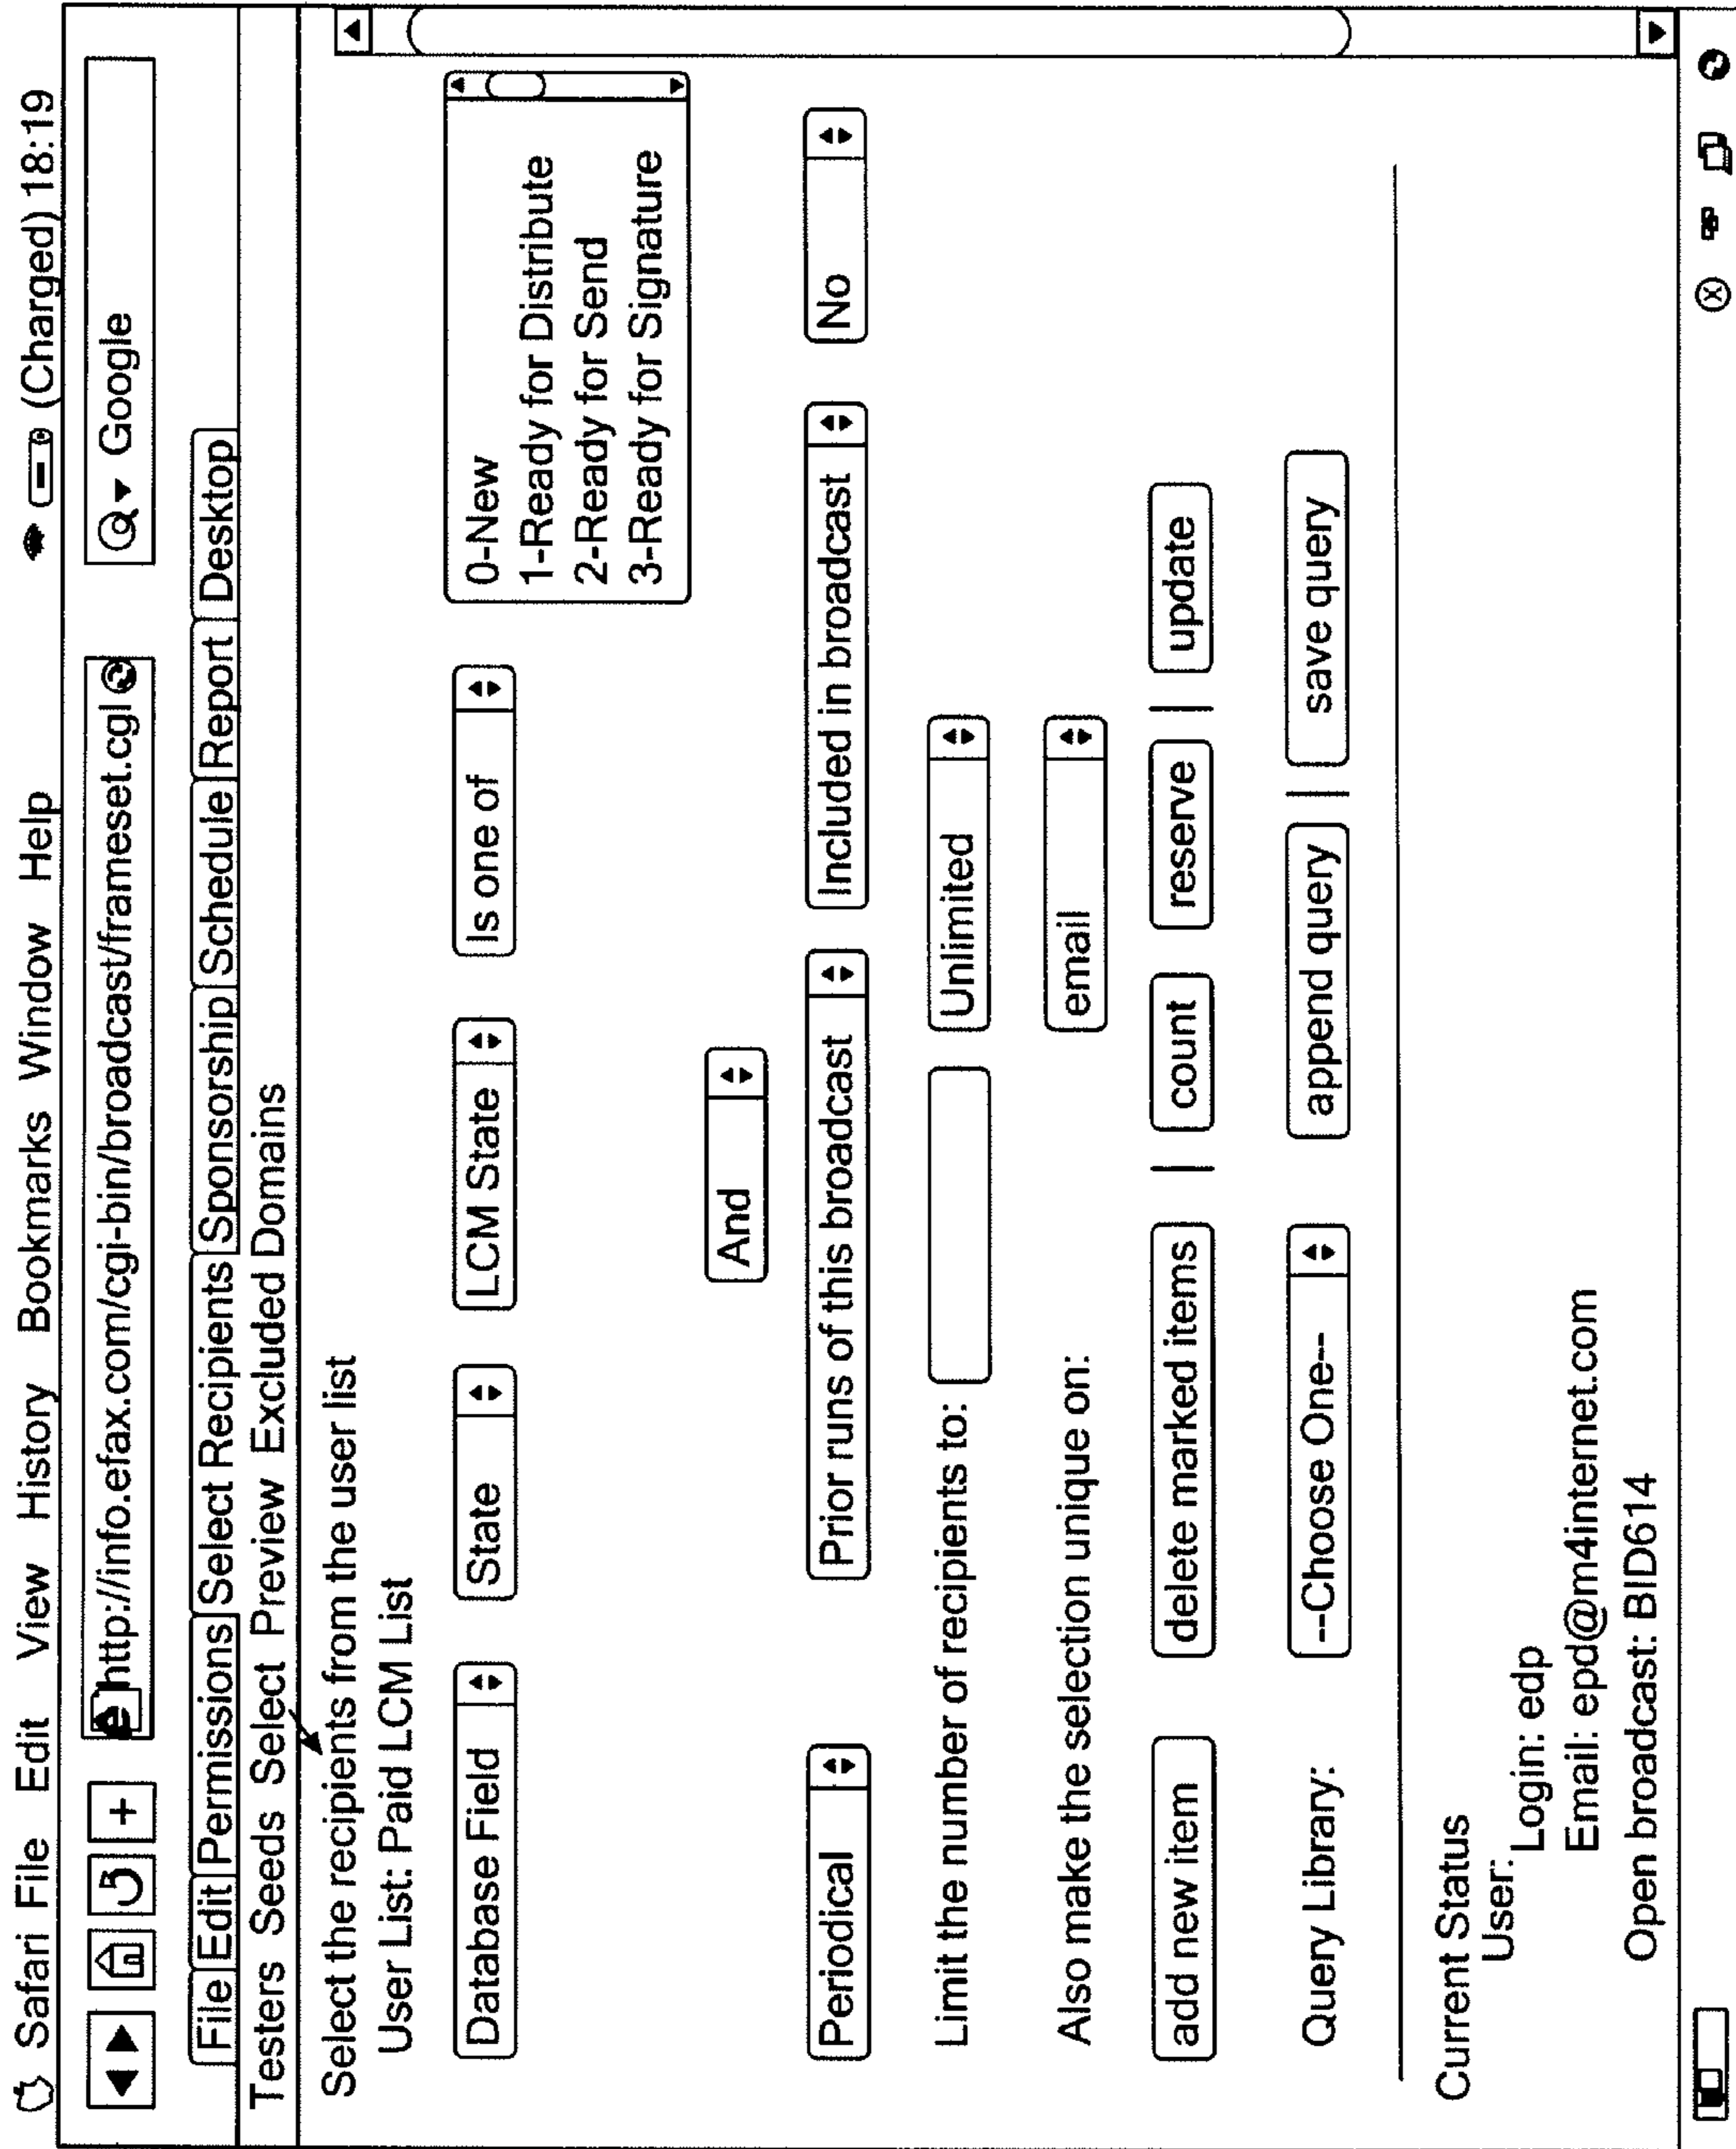 Safari File Edit View History Bookmarks Window Help (Charged) 18:19
http://info.efax.com/cgi-bin/broadcast/frameset.cgl Google
File Edit Permissions Select Recipients Sponsorship Schedule Report Desktop
Testers Seeds Select Preview Excluded Domains
Select the recipients from the user list
User List: Paid LCM List
Database Field State LCM State Is one of 0-New
1-Ready for Distribute
2-Ready for Send
3-Ready for Signature
And
Periodical Prior runs of this broadcast Included in broadcast No
Limit the number of recipients to: Unlimited
Also make the selection unique on: email
add new item delete marked items | count reserve | update
Query Library: --Choose One-- append query | save query
Current Status
User:
Login: edp
Email: epd@m4internet.com
Open broadcast: BID614